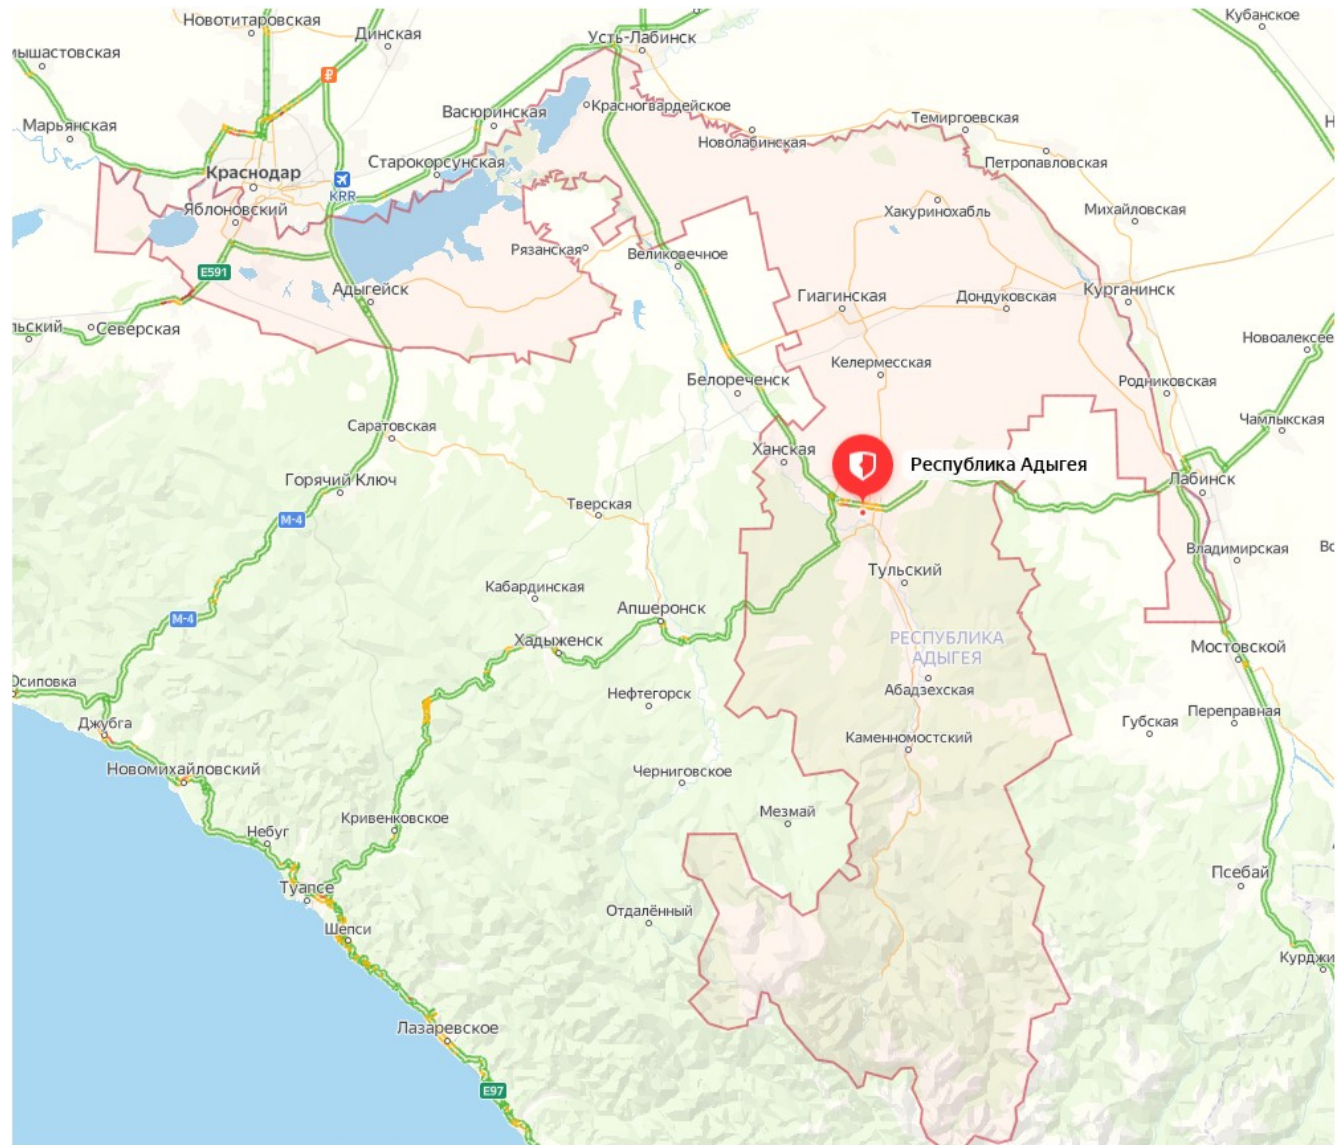 Новотитаровская
Динская
Усть-Лабинск
Кубанское
мышастовская
₽
Марьянская
Васюринская
Красногвардейское
Новолабинская
Темиргоевская
Петропавловская
Краснодар
Старокорсунская
KRR
Яблоновский
Хакуринохабль
Михайловская
Рязанская
Великовечное
E591
Адыгейск
Гиагинская
Дондуковская
Курганинск
льский
Северская
Новоалексее
Келермесская
Белореченск
Родниковская
Саратовская
Чамлыкская
Ханская
Республика Адыгея
Горячий Ключ
Лабинск
Тверская
М-4
Владимирская
Вс
Тульский
Кабардинская
Апшеронск
М-4
РЕСПУБЛИКА
АДЫГЕЯ
Хадыженск
Мостовской
Осиповка
Нефтегорск
Абадзехская
Переправная
Губская
Джубга
Каменномостский
Новомихайловский
Черниговское
Мезмай
Кривенковское
Небуг
Псебай
Туапсе
Отдалённый
Шепси
Курджи
Лазаревское
E97